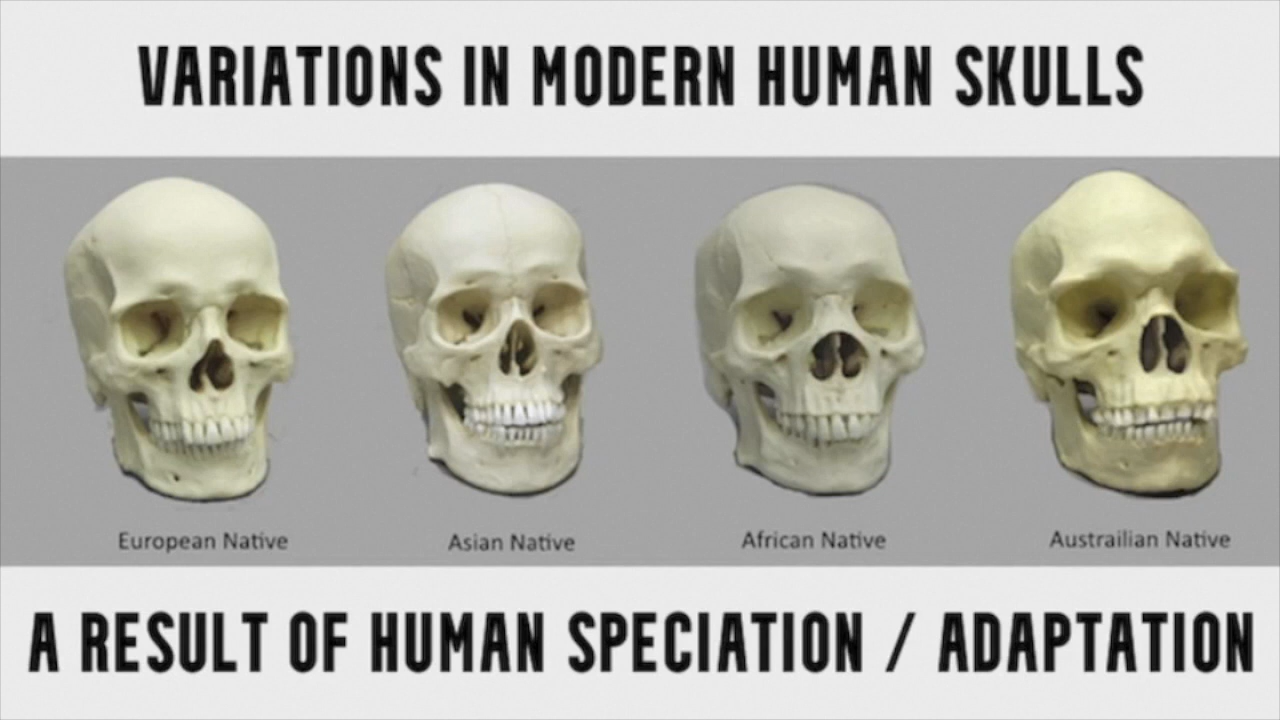 VARIATIONS IN MODERN HUMAN SKULLS
European Native Asian Native African Native Austrailian Native
A RESULT OF HUMAN SPECIATION / ADAPTATION